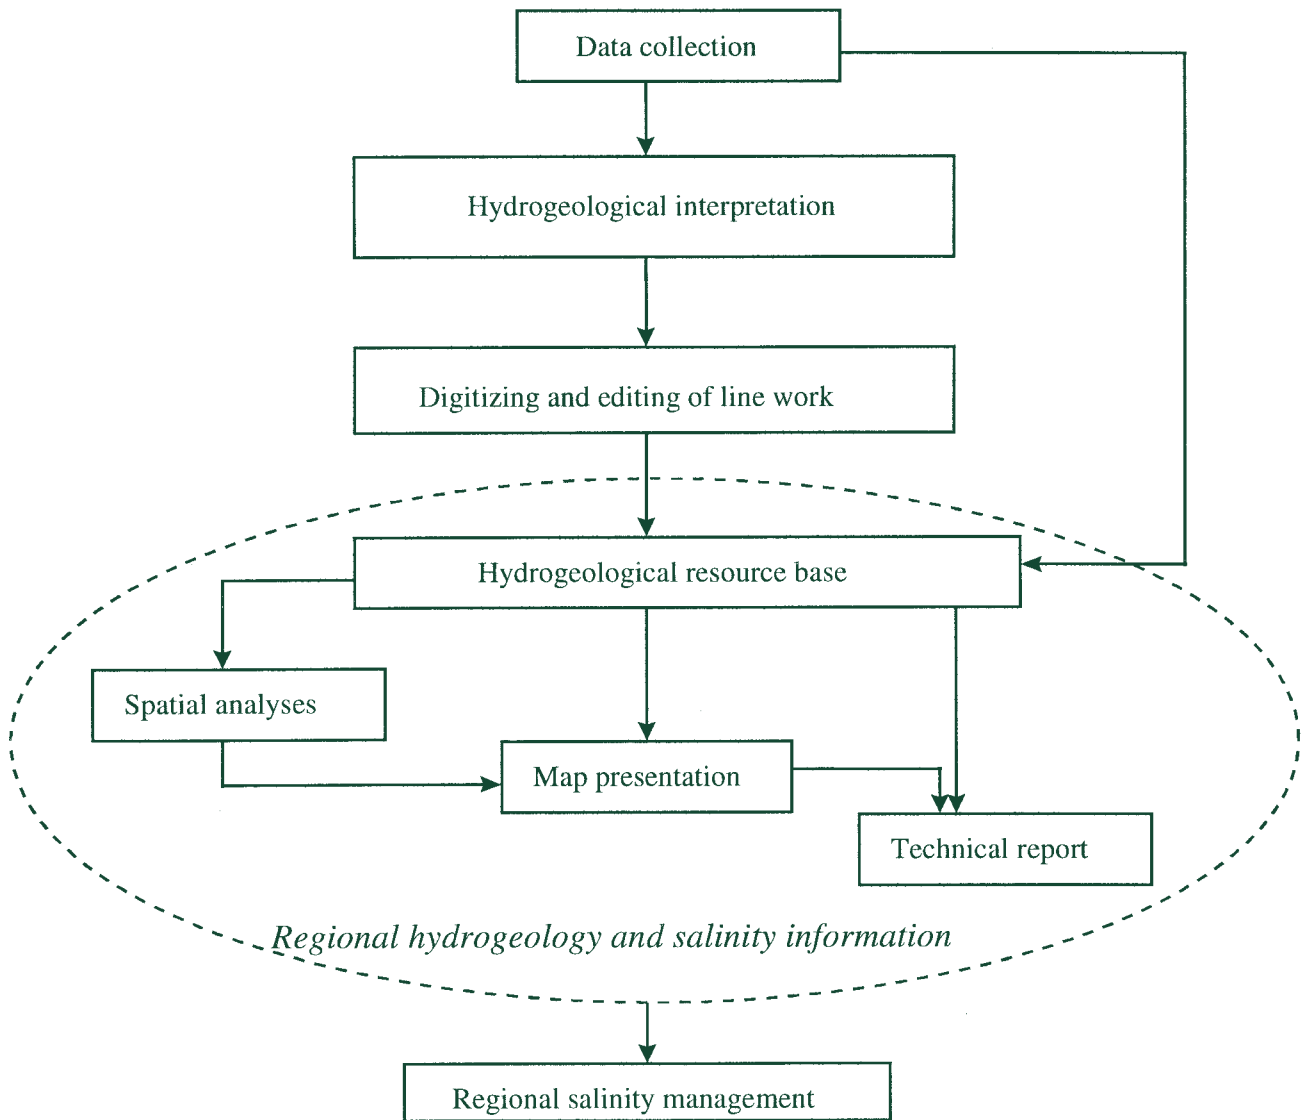 Data collection
Hydrogeological interpretation
Digitizing and editing of line work
Hydrogeological resource base
Spatial analyses
Map presentation
Technical report
Regional hydrogeology and salinity information
Regional salinity management